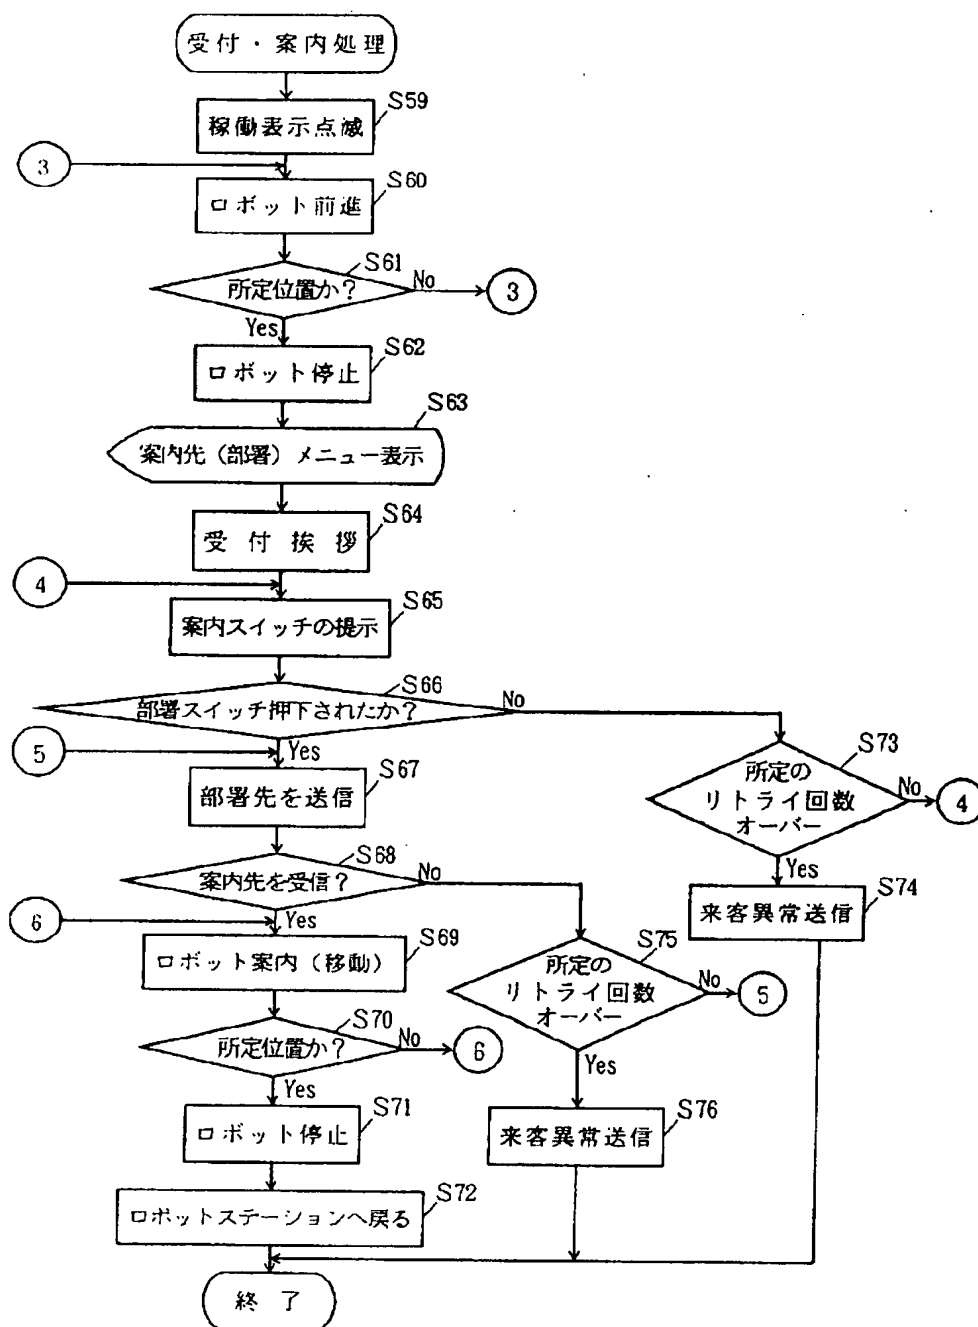 受付・案内処理
S59
稼働表示点滅
3
S60
ロボット前進
S61
所定位置か?
No
3
Yes
S62
ロボット停止
S63
案内先(部署)メニュー表示
S64
受付挨拶
4
S65
案内スイッチの提示
S66
部署スイッチ押下されたか?
No
5
Yes
S67
部署先を送信
S73
所定の
リトライ回数
オーバー
No
4
Yes
S68
案内先を受信?
No
S74
来客異常送信
6
Yes
S69
ロボット案内(移動)
S75
所定の
リトライ回数
オーバー
No
5
Yes
S70
所定位置か?
No
6
Yes
S71
ロボット停止
S76
来客異常送信
S72
ロボットステーションへ戻る
終了